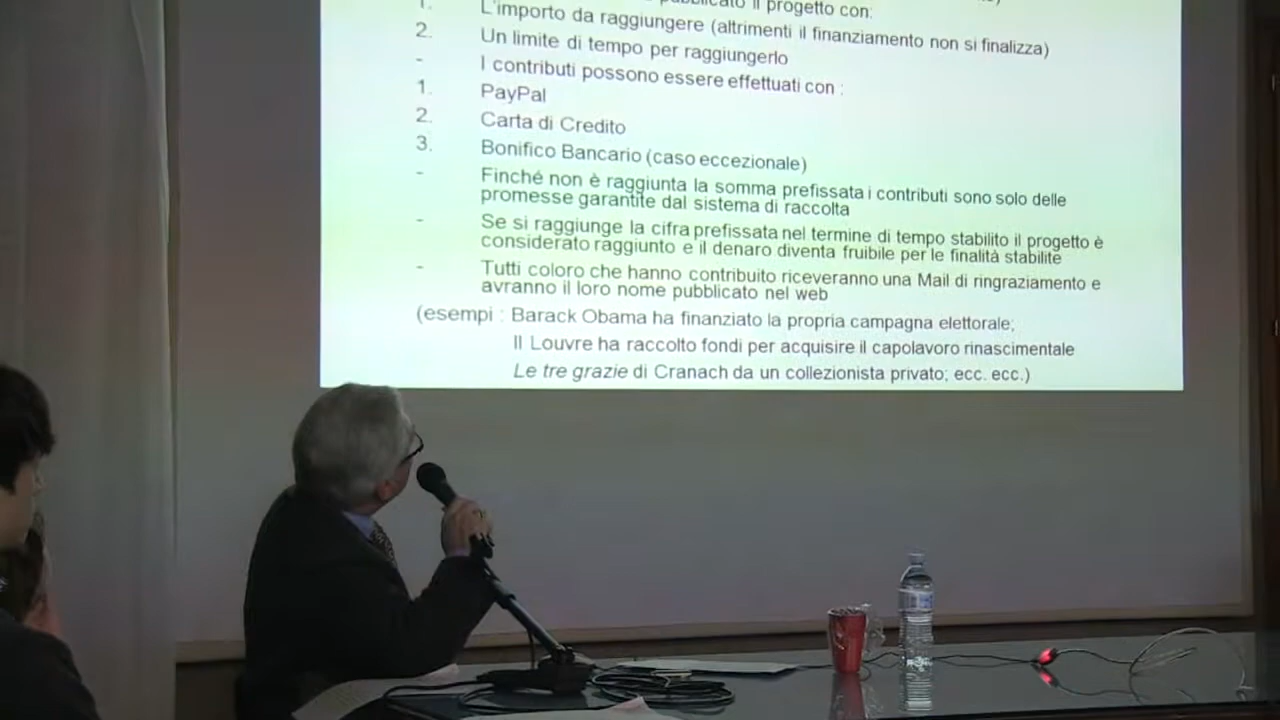 il progetto con:
1. L'importo da raggiungere (altrimenti il finanziamento non si finalizza)
2. Un limite di tempo per raggiungerlo
- I contributi possono essere effettuati con :
1. PayPal
2. Carta di Credito
3. Bonifico Bancario (caso eccezionale)
- Finché non è raggiunta la somma prefissata i contributi sono solo delle
promesse garantite dal sistema di raccolta
- Se si raggiunge la cifra prefissata nel termine di tempo stabilito il progetto è
considerato raggiunto e il denaro diventa fruibile per le finalità stabilite
- Tutti coloro che hanno contribuito riceveranno una Mail di ringraziamento e
avranno il loro nome pubblicato nel web
(esempi : Barack Obama ha finanziato la propria campagna elettorale;
Il Louvre ha raccolto fondi per acquisire il capolavoro rinascimentale
Le tre grazie di Cranach da un collezionista privato; ecc. ecc.)